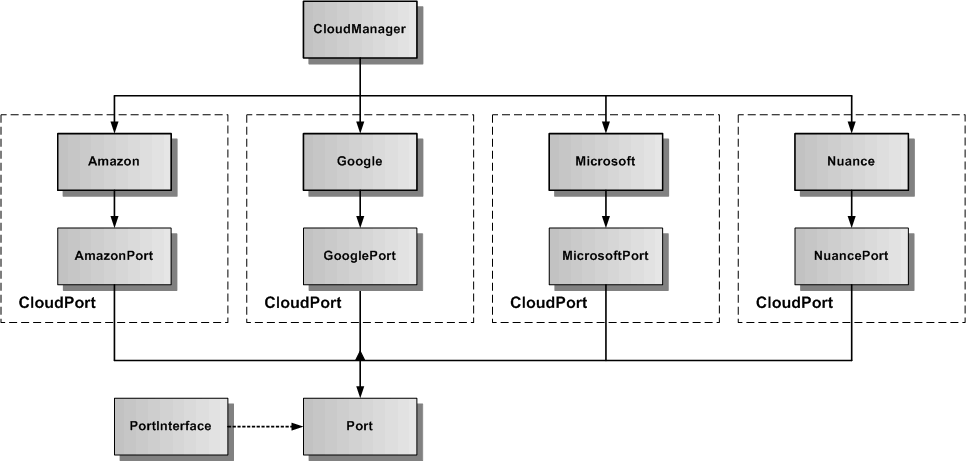 CloudManager
Amazon
Google
Microsoft
Nuance
AmazonPort
GooglePort
MicrosoftPort
NuancePort
CloudPort
CloudPort
CloudPort
CloudPort
PortInterface
Port